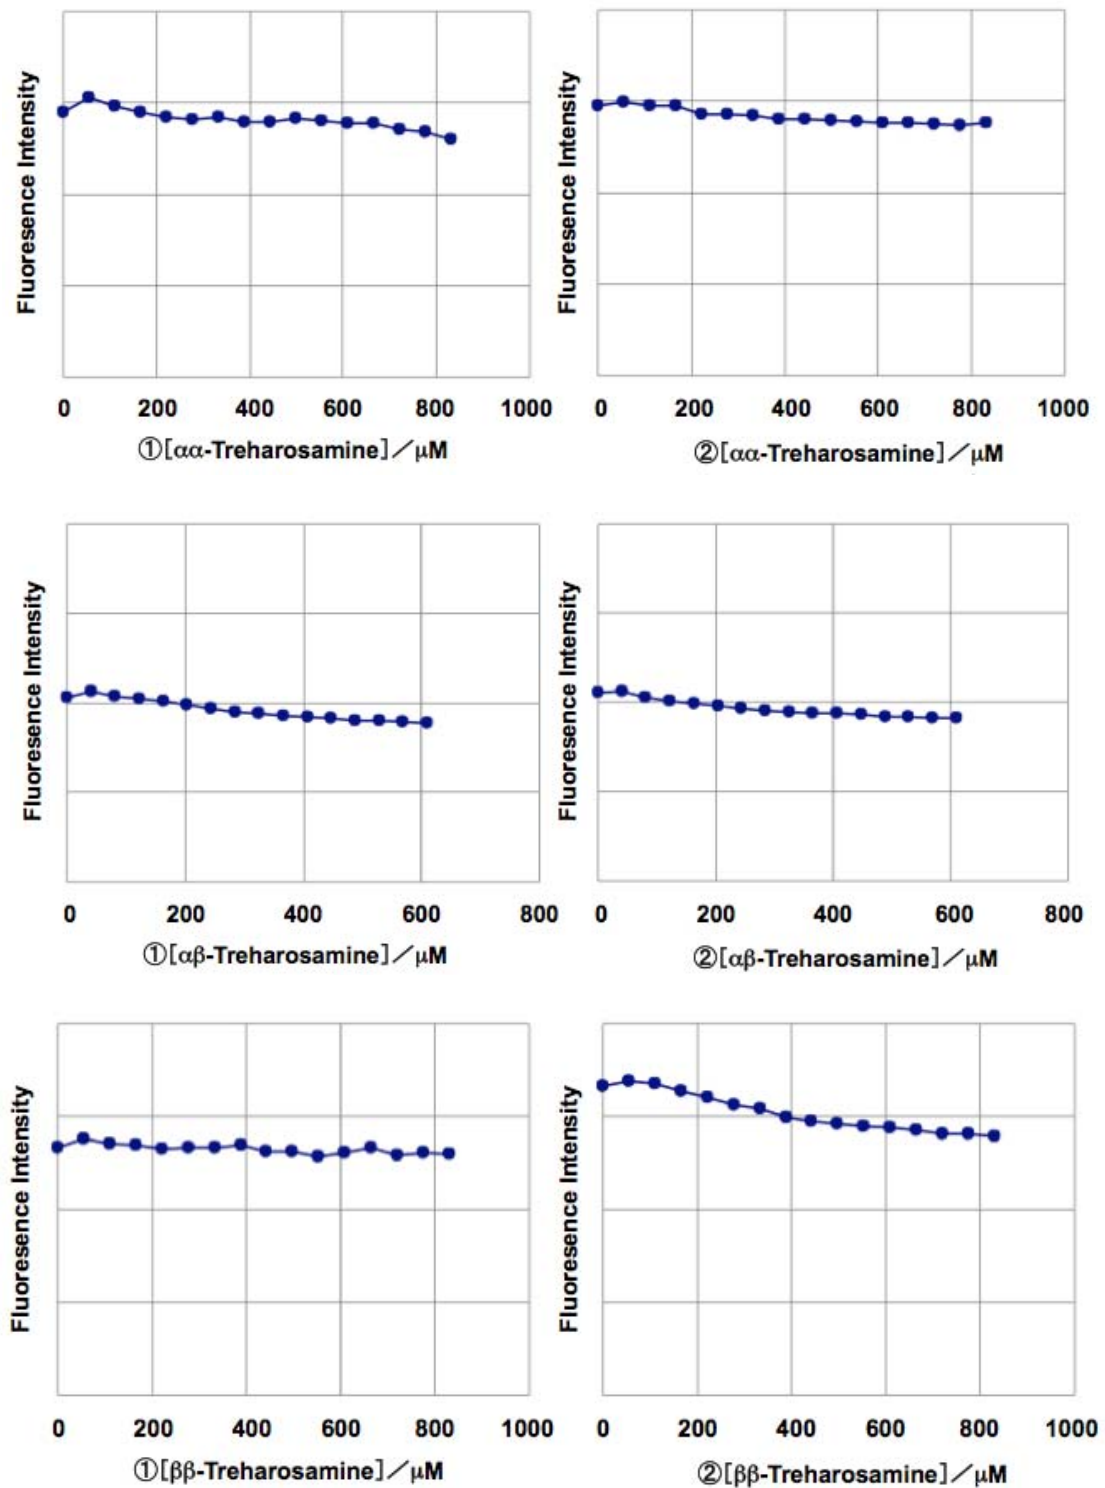 Fluoresence Intensity
0 200 400 600 800 1000
①[αα-Treharosamine]／μM
Fluoresence Intensity
0 200 400 600 800 1000
②[αα-Treharosamine]／μM
Fluoresence Intensity
0 200 400 600 800
①[αβ-Treharosamine]／μM
Fluoresence Intensity
0 200 400 600 800
②[αβ-Treharosamine]／μM
Fluoresence Intensity
0 200 400 600 800 1000
①[ββ-Treharosamine]／μM
Fluoresence Intensity
0 200 400 600 800 1000
②[ββ-Treharosamine]／μM